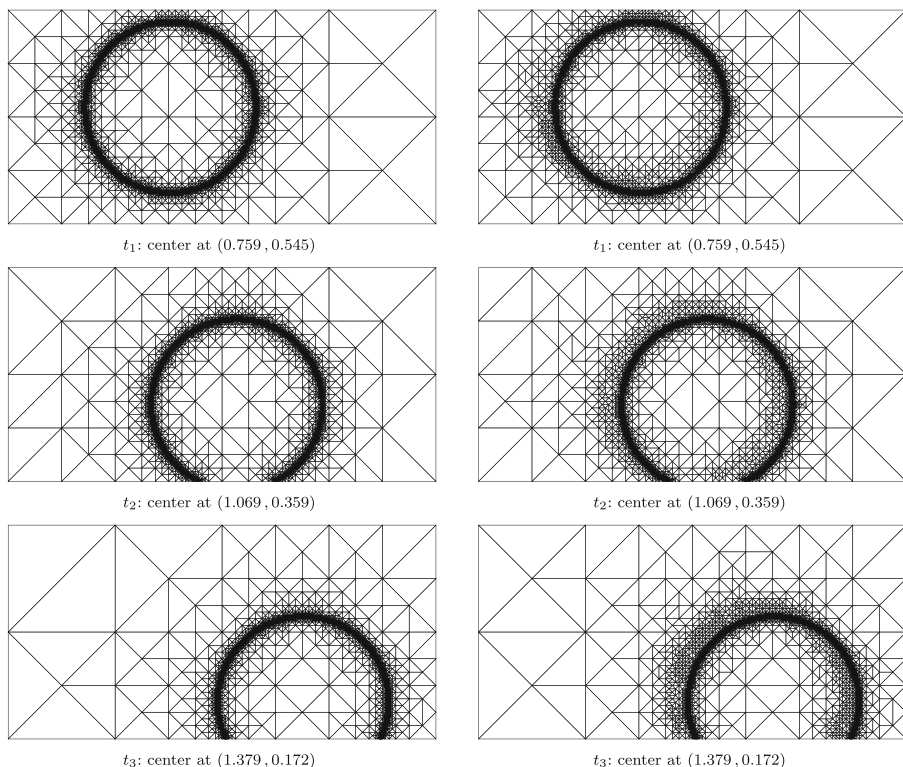 t₁: center at (0.759, 0.545)
t₁: center at (0.759, 0.545)
t₂: center at (1.069, 0.359)
t₂: center at (1.069, 0.359)
t₃: center at (1.379, 0.172)
t₃: center at (1.379, 0.172)